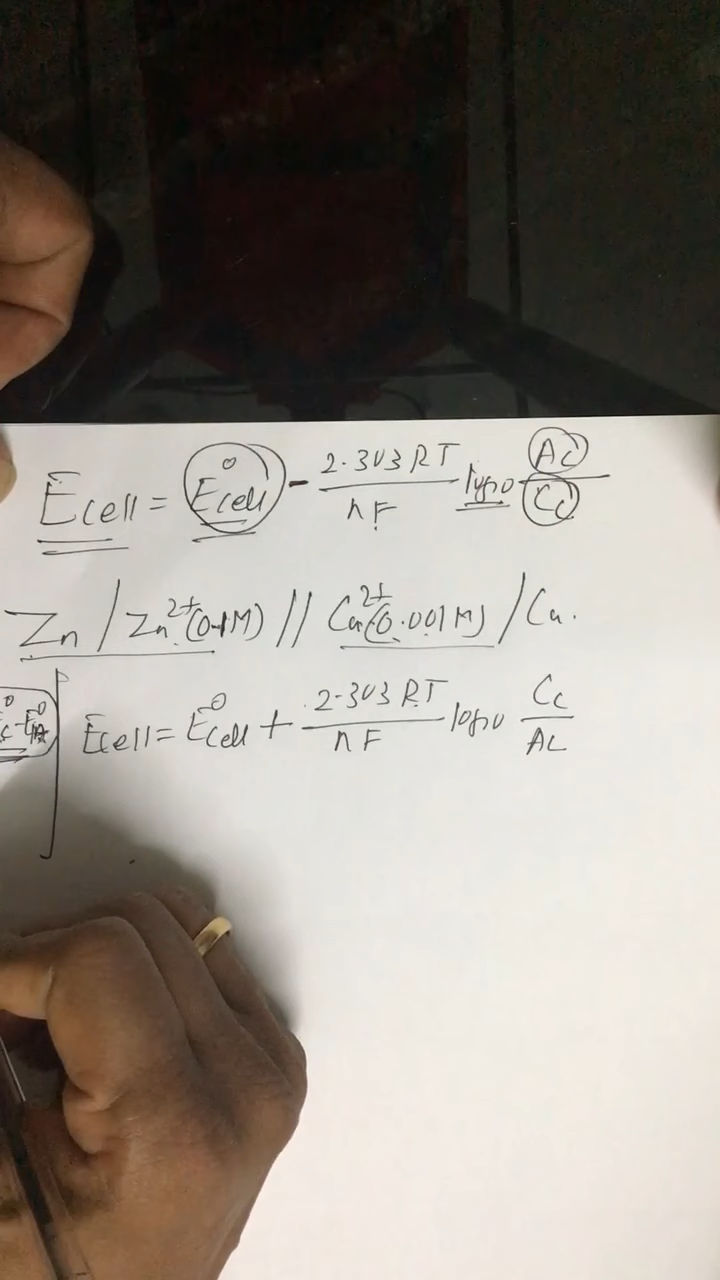 Ecell = E°cell - 2.303 RT / nF log10 Ac / Cc
Zn / Zn2+ (0.1M) // Cu2+ (0.001M) / Cu.
Ecell = E°cell + 2.303 RT / nF log10 Cc / Ac